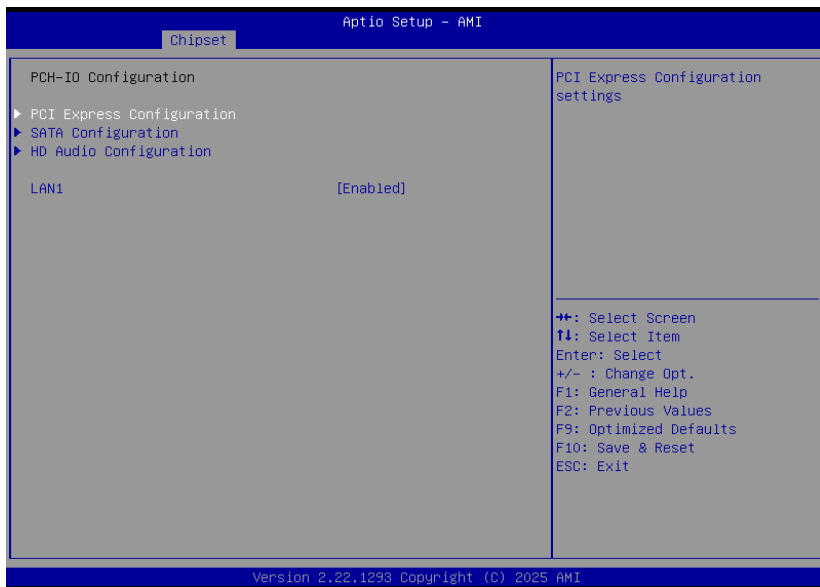 Aptio Setup - AMI
Chipset
PCH-IO Configuration
PCI Express Configuration
SATA Configuration
HD Audio Configuration
LAN1 [Enabled]
PCI Express Configuration
settings
→←: Select Screen
↑↓: Select Item
Enter: Select
+/- : Change Opt.
F1: General Help
F2: Previous Values
F9: Optimized Defaults
F10: Save & Reset
ESC: Exit
Version 2.22.1293 Copyright (C) 2025 AMI